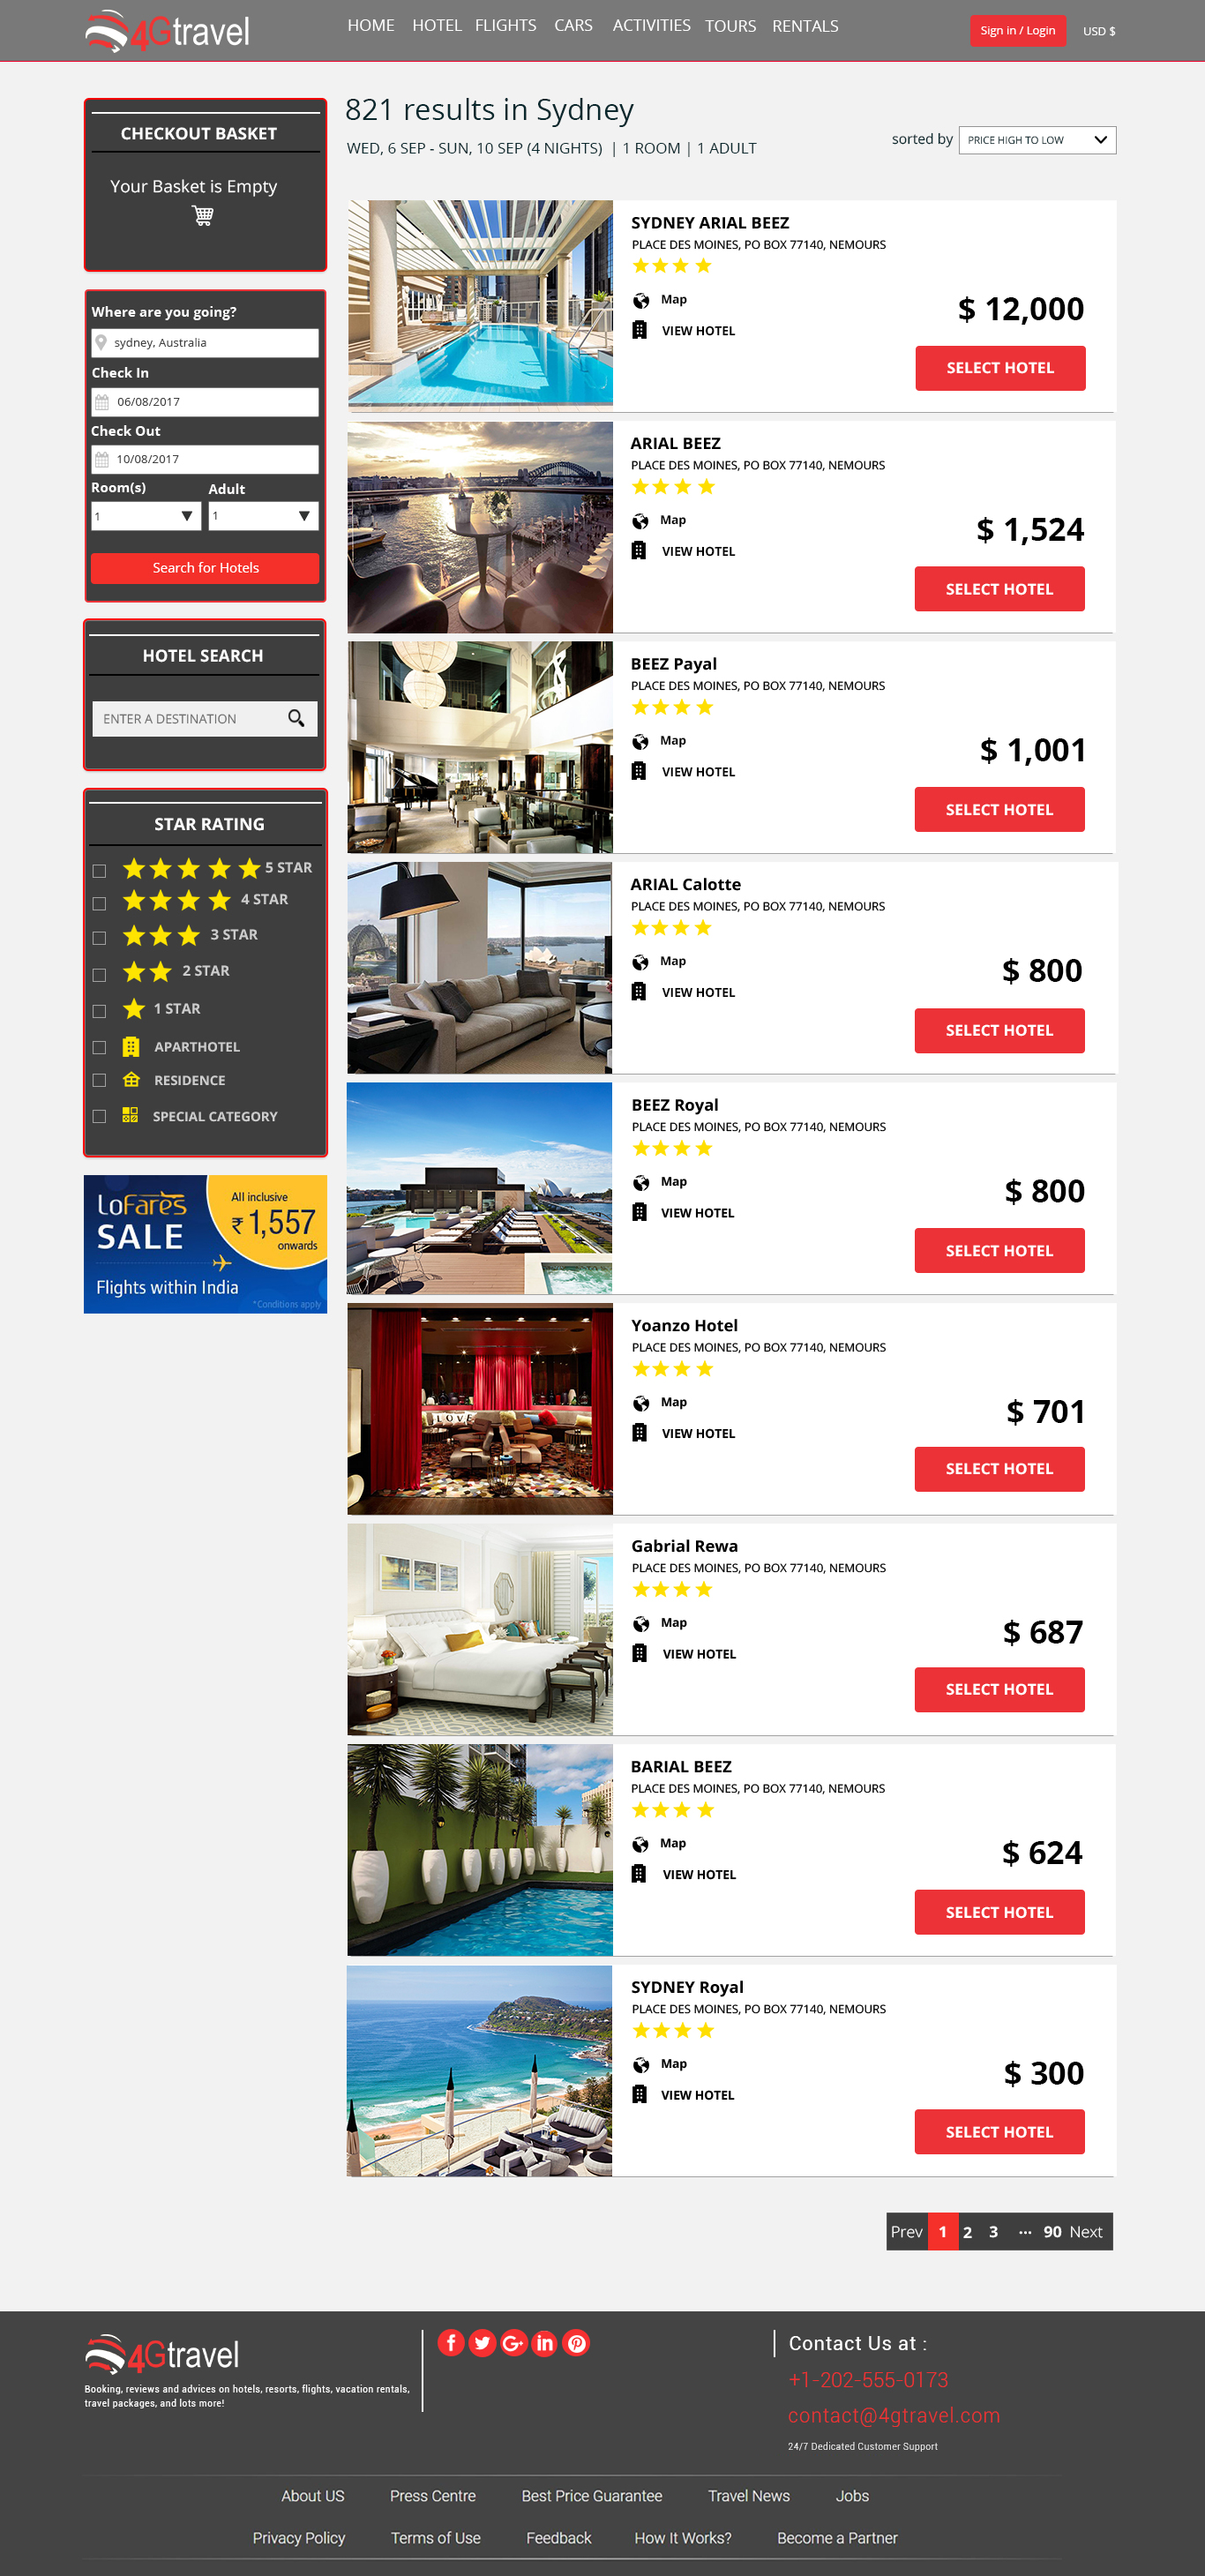 4Gtravel
HOME HOTEL FLIGHTS CARS ACTIVITIES TOURS RENTALS
Sign in / Login USD $
CHECKOUT BASKET
Your Basket is Empty
Where are you going?
sydney, Australia
Check In
06/08/2017
Check Out
10/08/2017
Room(s) Adult
1 1
Search for Hotels
HOTEL SEARCH
ENTER A DESTINATION
STAR RATING
5 STAR
4 STAR
3 STAR
2 STAR
1 STAR
APARTHOTEL
RESIDENCE
SPECIAL CATEGORY
LoFares
SALE
All inclusive
₹ 1,557
onwards
Flights within India
*Conditions apply
821 results in Sydney
WED, 6 SEP - SUN, 10 SEP (4 NIGHTS) | 1 ROOM | 1 ADULT
sorted by PRICE HIGH TO LOW
SYDNEY ARIAL BEEZ
PLACE DES MOINES, PO BOX 77140, NEMOURS
Map
VIEW HOTEL
$ 12,000
SELECT HOTEL
ARIAL BEEZ
PLACE DES MOINES, PO BOX 77140, NEMOURS
Map
VIEW HOTEL
$ 1,524
SELECT HOTEL
BEEZ Payal
PLACE DES MOINES, PO BOX 77140, NEMOURS
Map
VIEW HOTEL
$ 1,001
SELECT HOTEL
ARIAL Calotte
PLACE DES MOINES, PO BOX 77140, NEMOURS
Map
VIEW HOTEL
$ 800
SELECT HOTEL
BEEZ Royal
PLACE DES MOINES, PO BOX 77140, NEMOURS
Map
VIEW HOTEL
$ 800
SELECT HOTEL
LOVE
Yoanzo Hotel
PLACE DES MOINES, PO BOX 77140, NEMOURS
Map
VIEW HOTEL
$ 701
SELECT HOTEL
Gabrial Rewa
PLACE DES MOINES, PO BOX 77140, NEMOURS
Map
VIEW HOTEL
$ 687
SELECT HOTEL
BARIAL BEEZ
PLACE DES MOINES, PO BOX 77140, NEMOURS
Map
VIEW HOTEL
$ 624
SELECT HOTEL
SYDNEY Royal
PLACE DES MOINES, PO BOX 77140, NEMOURS
Map
VIEW HOTEL
$ 300
SELECT HOTEL
Prev 1 2 3 ... 90 Next
4Gtravel
Booking, reviews and advices on hotels, resorts, flights, vacation rentals,
travel packages, and lots more!
f G+ in
Contact Us at :
+1-202-555-0173
contact@4gtravel.com
24/7 Dedicated Customer Support
About US Press Centre Best Price Guarantee Travel News Jobs
Privacy Policy Terms of Use Feedback How It Works? Become a Partner